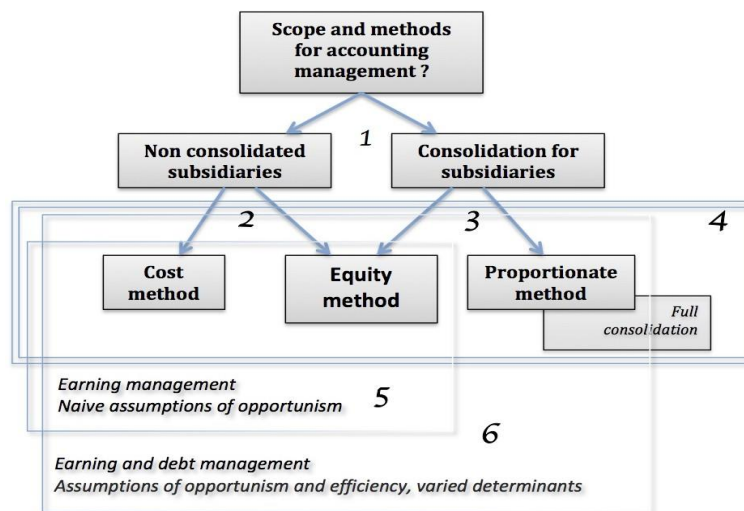 Scope and methods
for accounting
management ?
1
Non consolidated
subsidiaries
Consolidation for
subsidiaries
2
3
4
Cost
method
Equity
method
Proportionate
method
Full
consolidation
Earning management
Naive assumptions of opportunism
5
6
Earning and debt management
Assumptions of opportunism and efficiency, varied determinants